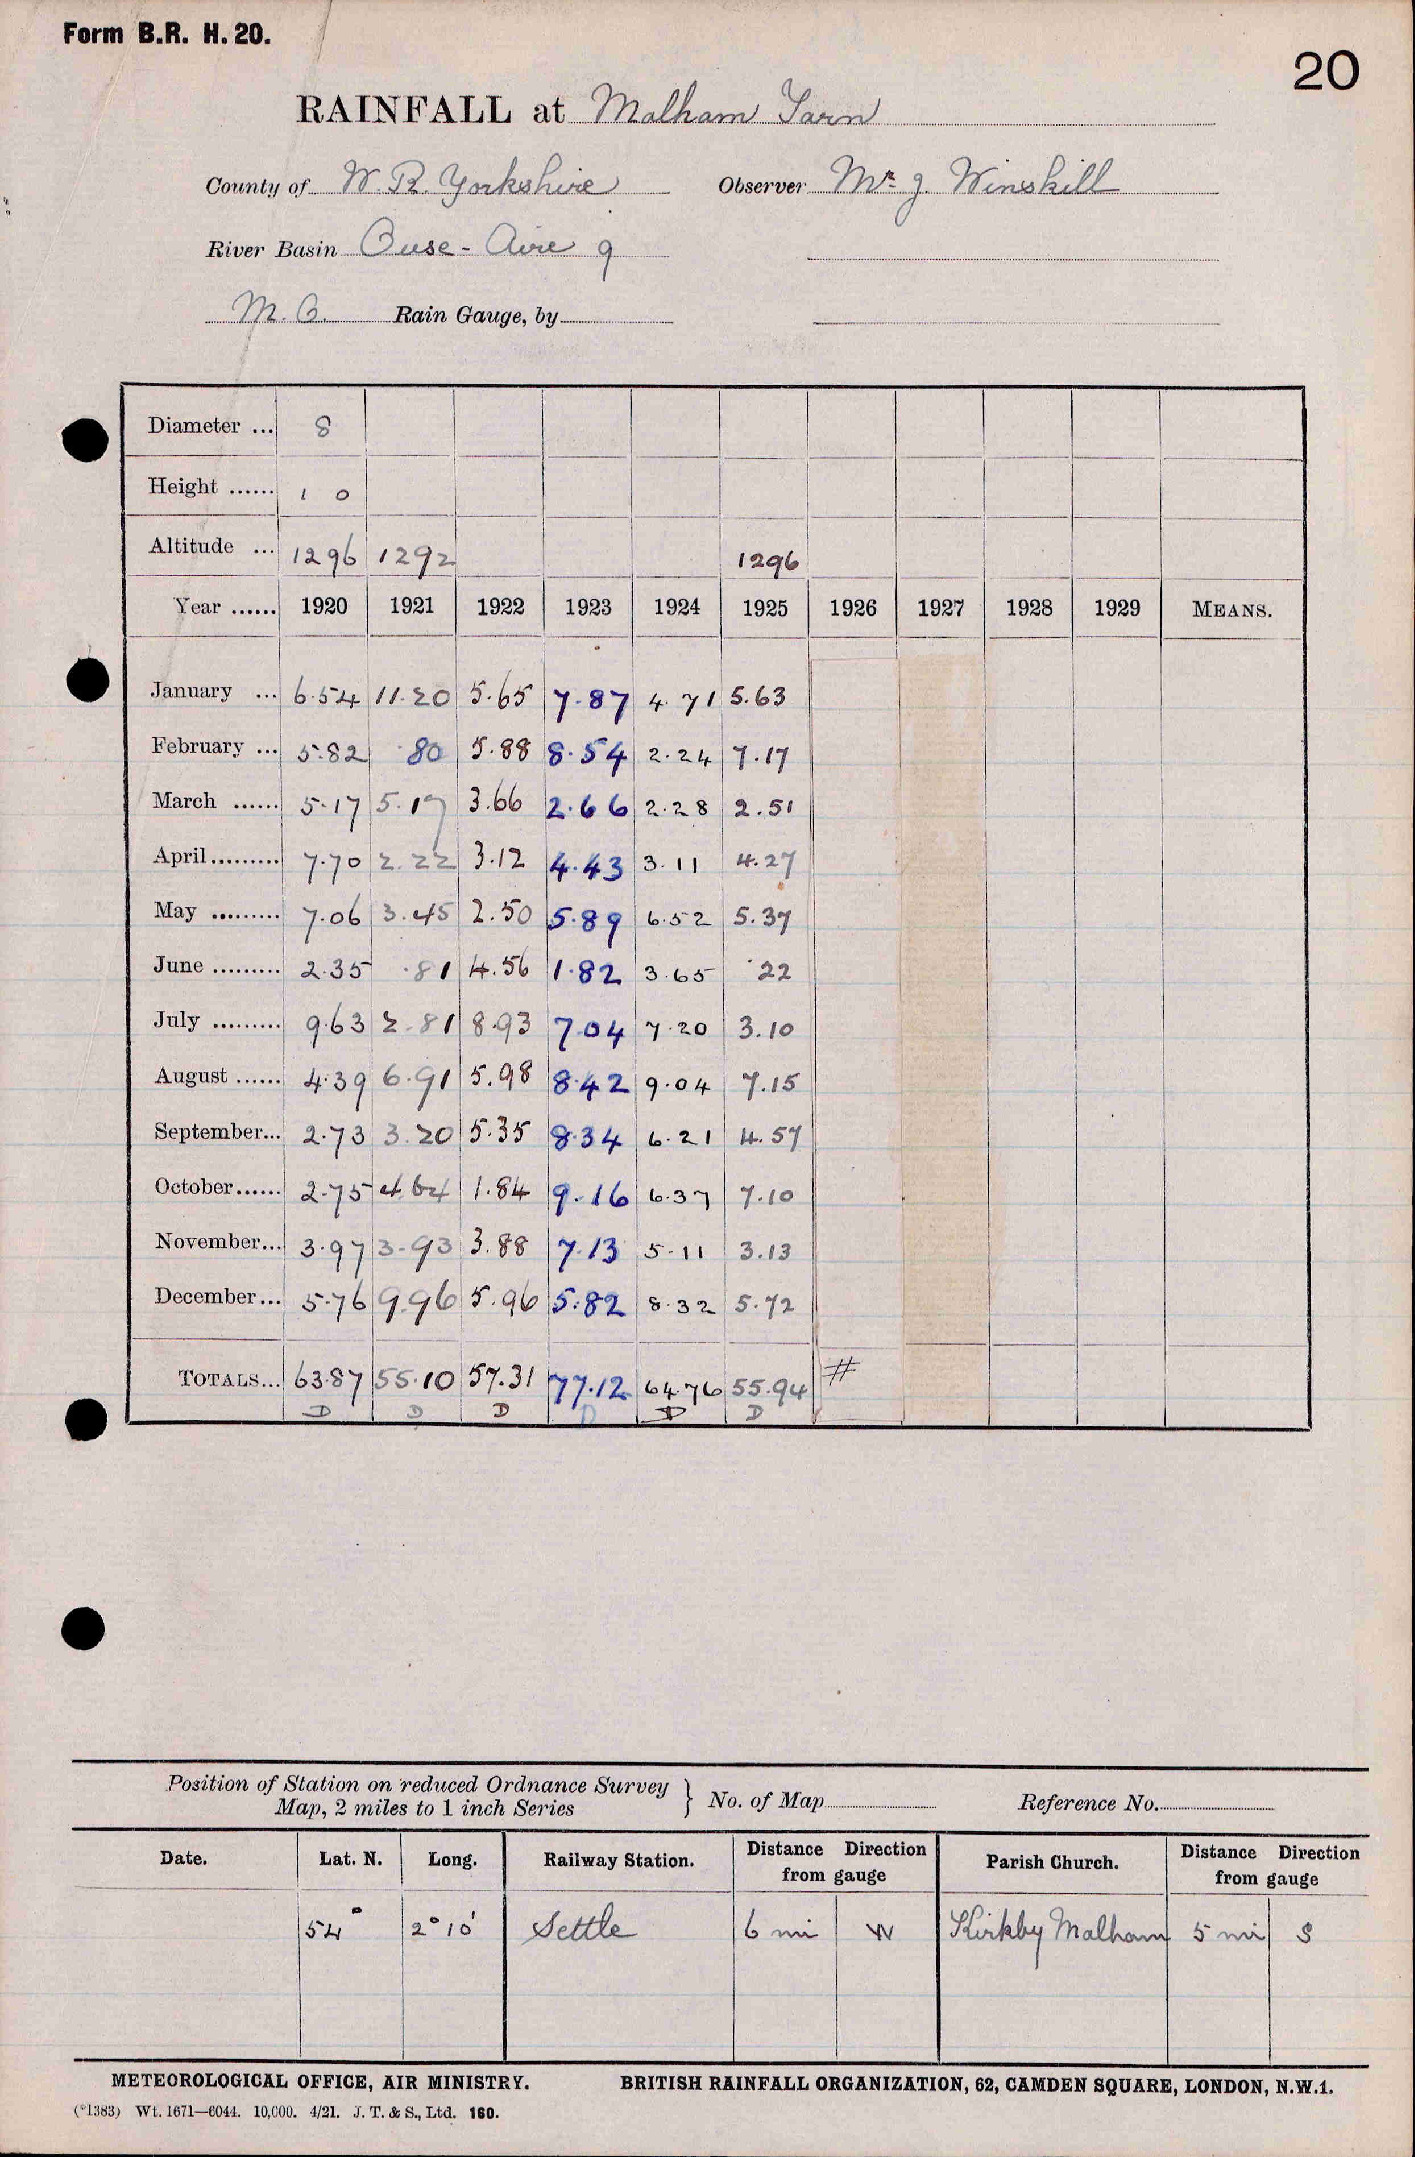 Form B.R. H. 20.
20
RAINFALL at Malham Tarn
County of W. R. Yorkshire Observer Mr J. Winskill
River Basin Ouse - Aire 9
M. O. Rain Gauge, by
Diameter ... 8
Height ...... 1 0
Altitude ... 1296 1292 1296
Year ...... 1920 1921 1922 1923 1924 1925 1926 1927 1928 1929 MEANS.
January ... 6.54 11.20 5.65 7.87 4.71 5.63
February ... 5.82 .80 5.88 8.54 2.24 7.17
March ...... 5.17 5.17 3.66 2.66 2.28 2.51
April......... 7.70 2.22 3.12 4.43 3.11 4.27
May ......... 7.06 3.45 2.50 5.89 6.52 5.37
June ......... 2.35 .81 4.56 1.82 3.65 .22
July ......... 9.63 2.81 8.93 7.04 7.20 3.10
August ...... 4.39 6.91 5.98 8.42 9.04 7.15
September... 2.73 3.20 5.35 8.34 6.21 4.57
October...... 2.75 4.64 1.84 9.16 6.37 7.10
November... 3.97 3.93 3.88 7.13 5.11 3.13
December... 5.76 9.96 5.96 5.82 8.32 5.72
TOTALS... 63.87 55.10 57.31 77.12 64.76 55.94 #
D D D D D D
Position of Station on reduced Ordnance Survey
Map, 2 miles to 1 inch Series } No. of Map Reference No.
Date. Lat. N. Long. Railway Station. Distance Direction from gauge Parish Church. Distance Direction from gauge
54° 2° 10' Settle 6 mi W Kirkby Malham 5 mi S
METEOROLOGICAL OFFICE, AIR MINISTRY. BRITISH RAINFALL ORGANIZATION, 62, CAMDEN SQUARE, LONDON, N.W.1.
(*1383) Wt. 1671—6044. 10,000. 4/21. J. T. & S., Ltd. 160.